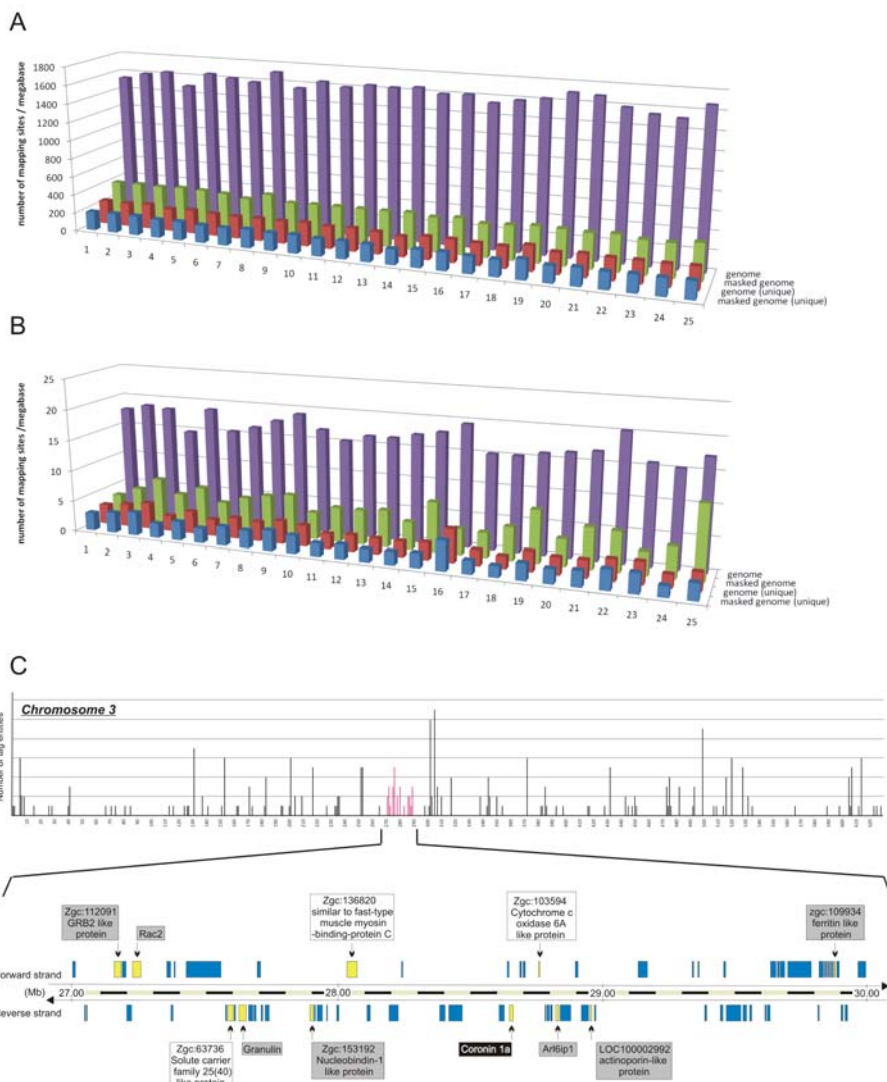 A
number of mapping sites / megabase
1800
1600
1400
1200
1000
800
600
400
200
0
1 2 3 4 5 6 7 8 9 10 11 12 13 14 15 16 17 18 19 20 21 22 23 24 25
genome
masked genome
genome (unique)
masked genome (unique)
B
number of mapping sites /megabase
25
20
15
10
5
0
1 2 3 4 5 6 7 8 9 10 11 12 13 14 15 16 17 18 19 20 21 22 23 24 25
genome
masked genome
genome (unique)
masked genome (unique)
C
Chromosome 3
Zgc:112091
GRB2 like
protein
Rac2
Zgc:136820
similar to fast-type
muscle myosin
-binding-protein C
Zgc:103594
Cytochrome c
oxidase 6A
like protein
zgc:109934
ferritin like
protein
orward strand
(Mb) 27.00 28.00 29.00 30.00
everse strand
Zgc:63736
Solute carrier
family 25(40)
like protein
Granulin
Zgc:153192
Nucleobindin-1
like protein
Coronin 1a
Arl6ip1
LOC100002992
actinoporin-like
protein